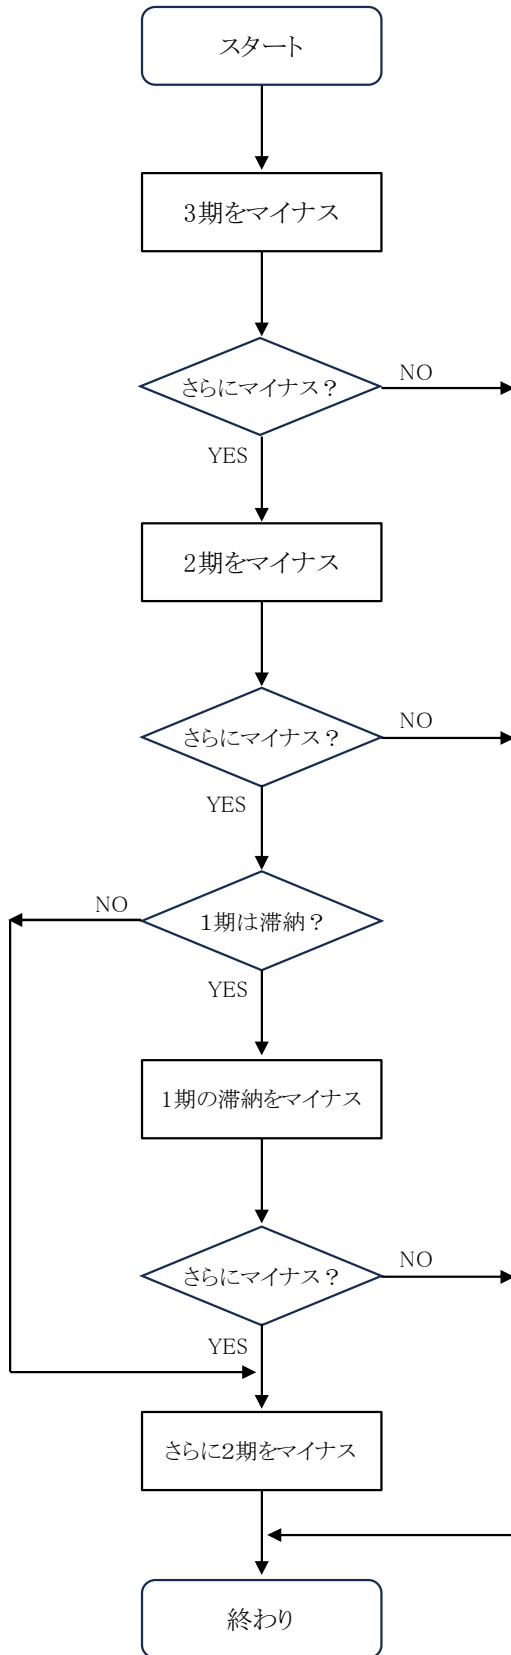 スタート
3期をマイナス
さらにマイナス?
NO
YES
2期をマイナス
さらにマイナス?
NO
YES
1期は滞納?
NO
YES
1期の滞納をマイナス
さらにマイナス?
NO
YES
さらに2期をマイナス
終わり